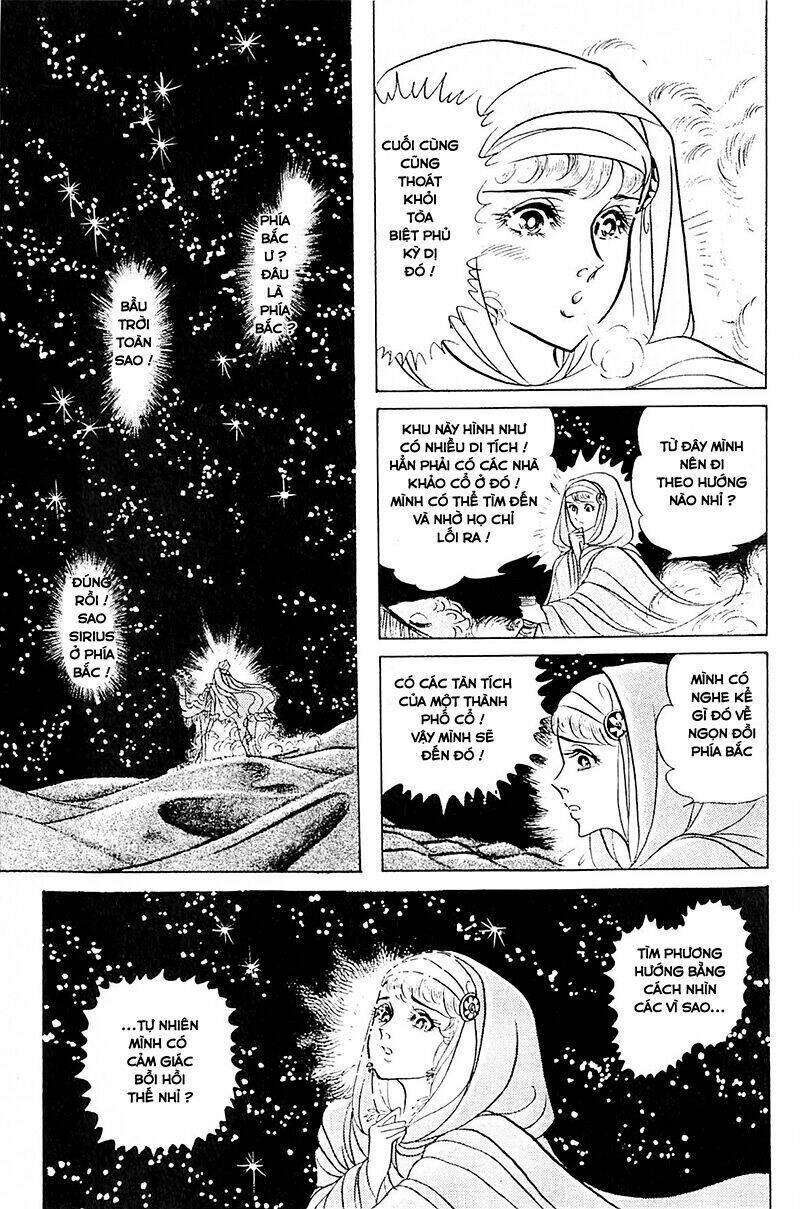 CUỐI CÙNG
CŨNG
THOÁT
KHỎI
TÒA
BIỆT PHỦ
KỲ DỊ
ĐÓ !
TỪ ĐÂY MÌNH
NÊN ĐI
THEO HƯỚNG
NÀO NHỈ ?
KHU NÀY HÌNH NHƯ
CÓ NHIỀU DI TÍCH !
HẲN PHẢI CÓ CÁC NHÀ
KHẢO CỔ Ở ĐÓ !
MÌNH CÓ THỂ TÌM ĐẾN
VÀ NHỜ HỌ CHỈ
LỐI RA !
MÌNH CÓ
NGHE KỂ
GÌ ĐÓ VỀ
NGỌN ĐỒI
PHÍA BẮC
CÓ CÁC TÀN TÍCH
CỦA MỘT THÀNH
PHỐ CỔ !
VẬY MÌNH SẼ
ĐẾN ĐÓ !
PHÍA
BẮC
Ư ?
ĐÂU
LÀ
PHÍA
BẮC ?
BẦU
TRỜI
TOÀN
SAO !
ĐÚNG
RỒI !
SAO
SIRIUS
Ở PHÍA
BẮC !
TÌM PHƯƠNG
HƯỚNG BẰNG
CÁCH NHÌN
CÁC VÌ SAO...
...TỰ NHIÊN
MÌNH CÓ
CẢM GIÁC
BỒI HỒI
THẾ NHỈ ?